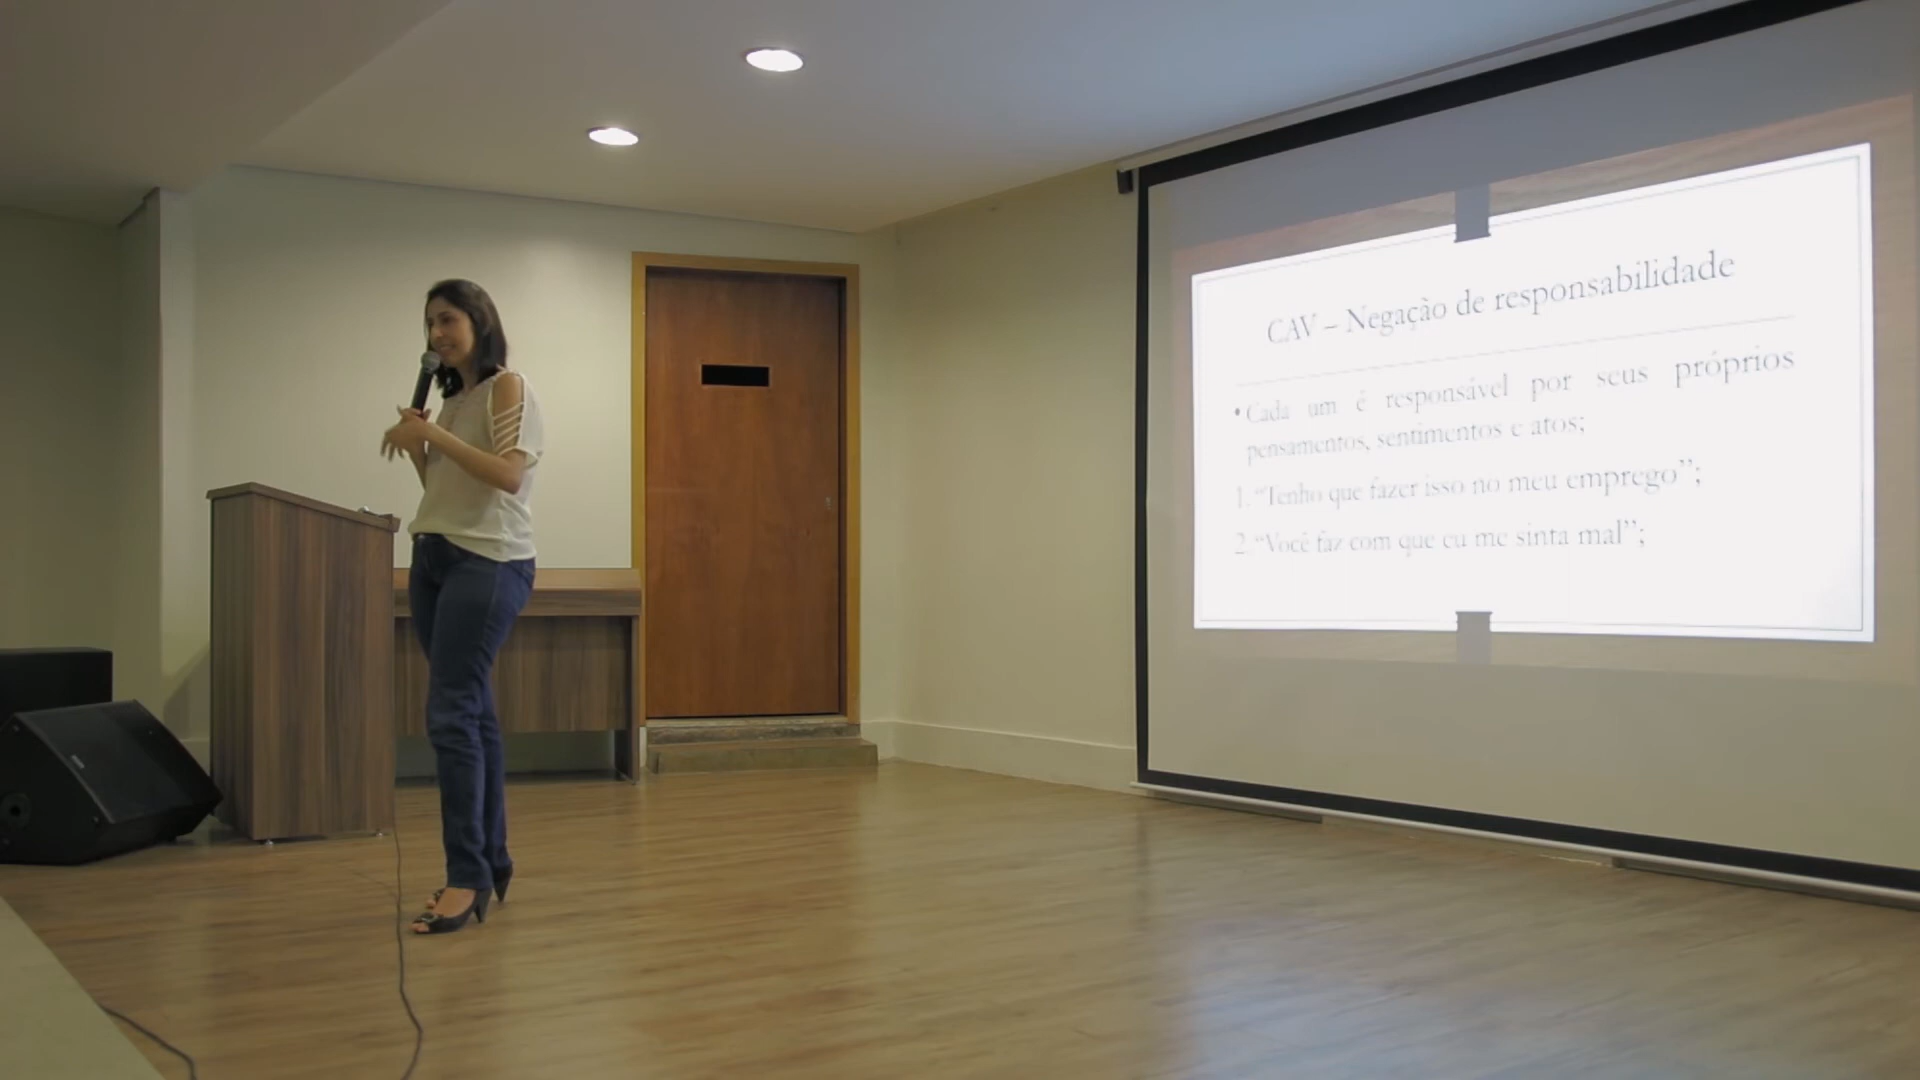 CAV – Negação de responsabilidade
• Cada um é responsável por seus próprios
pensamentos, sentimentos e atos;
1. “Tenho que fazer isso no meu emprego”;
2. “Você faz com que eu me sinta mal”;